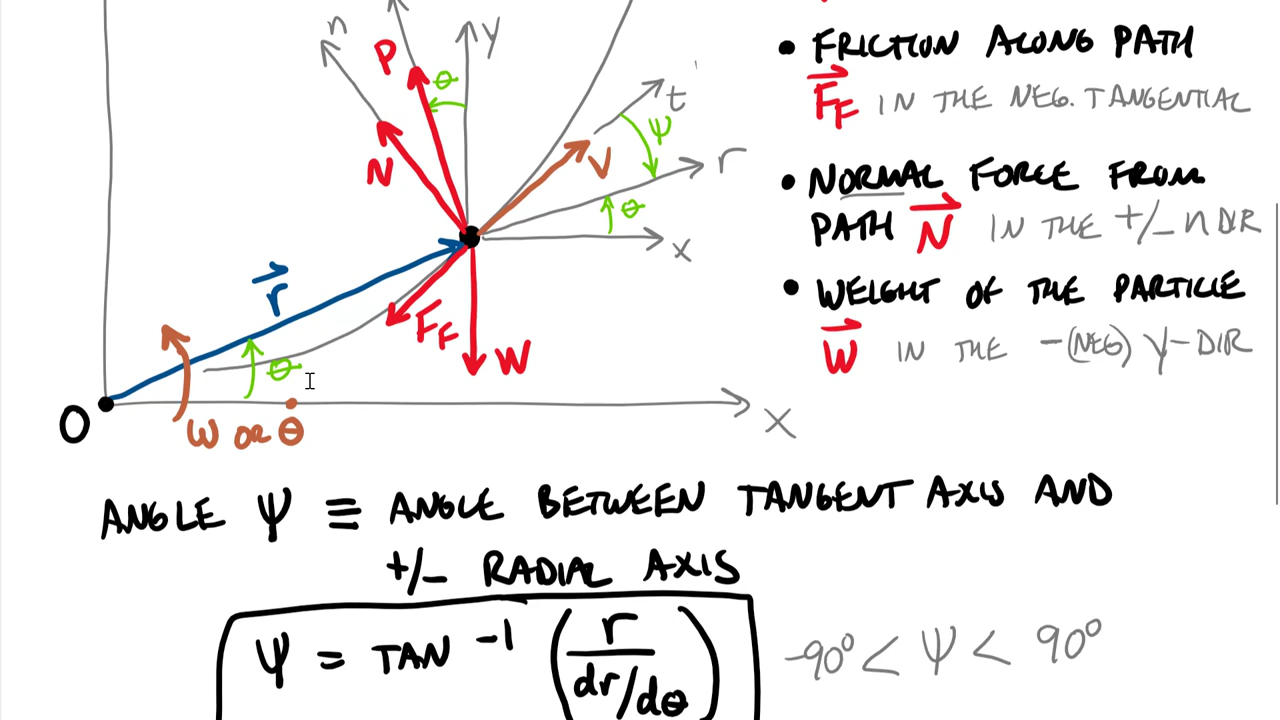 n
y
P
θ
t
ψ
N
V
r
θ
x
r
F_F
W
θ
O
ω OR θ
X
• FRICTION ALONG PATH
F_F IN THE NEG. TANGENTIAL
• NORMAL FORCE FROM
PATH N IN THE +/- n DIR
• WEIGHT OF THE PARTICLE
W IN THE -(NEG) y-DIR
ANGLE ψ ≡ ANGLE BETWEEN TANGENT AXIS AND
+/- RADIAL AXIS
ψ = TAN ⁻¹ (r / dr/dθ) -90° < ψ < 90°